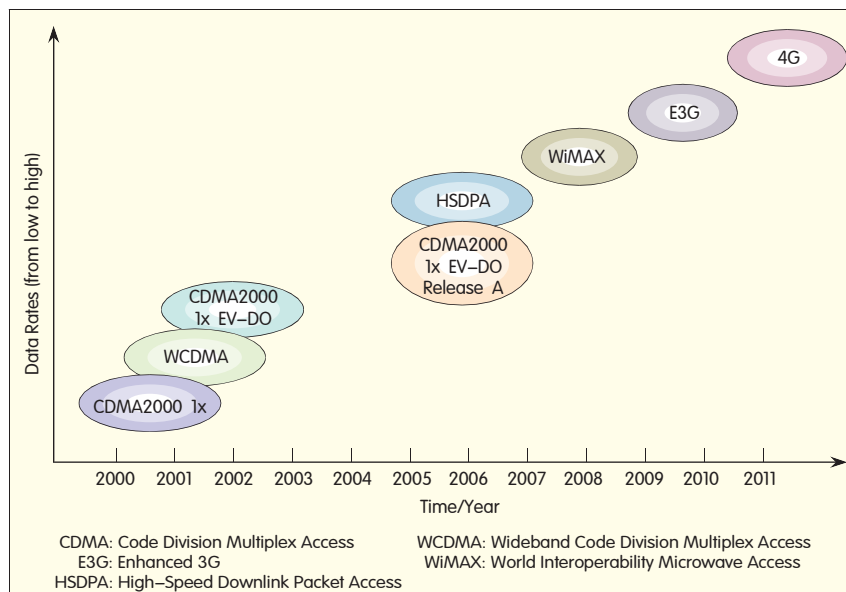 4G
E3G
WiMAX
HSDPA
CDMA2000
1x EV–DO
Release A
CDMA2000
1x EV–DO
WCDMA
CDMA2000 1x
Data Rates (from low to high)
2000 2001 2002 2003 2004 2005 2006 2007 2008 2009 2010 2011
Time/Year
CDMA: Code Division Multiplex Access
WCDMA: Wideband Code Division Multiplex Access
E3G: Enhanced 3G
WiMAX: World Interoperability Microwave Access
HSDPA: High–Speed Downlink Packet Access